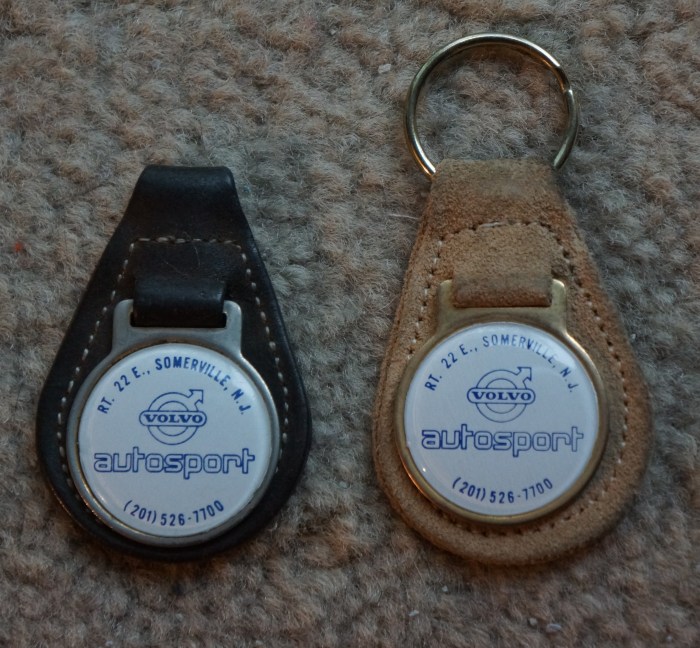 RT. 22 E., SOMERVILLE, N.J.
VOLVO
autosport
(201) 526-7700
RT. 22 E., SOMERVILLE, N.J.
VOLVO
autosport
(201) 526-7700